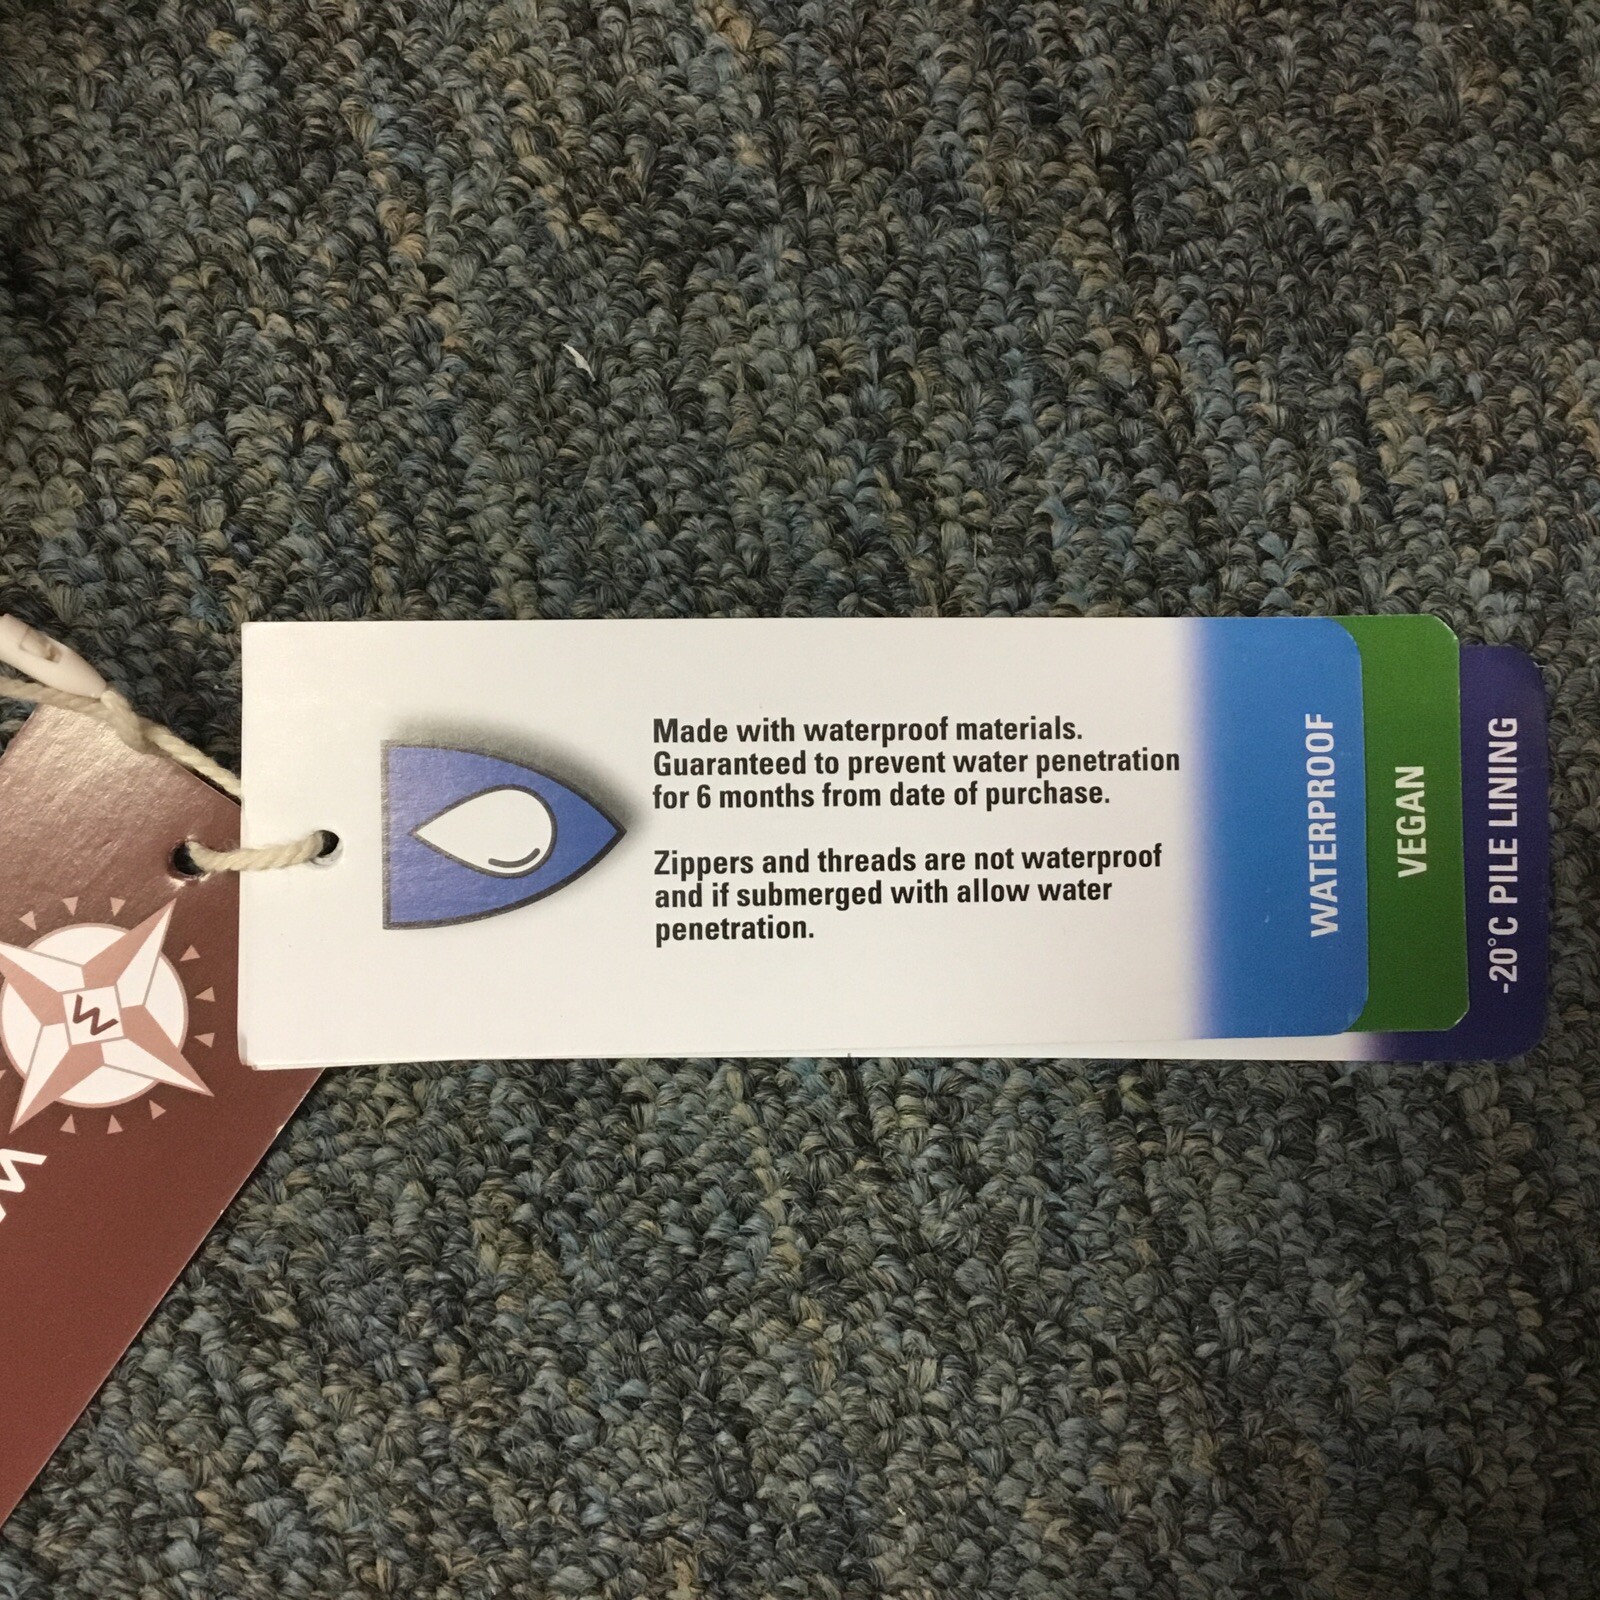 Made with waterproof materials.
Guaranteed to prevent water penetration
for 6 months from date of purchase.
Zippers and threads are not waterproof
and if submerged with allow water
penetration.
WATERPROOF
VEGAN
-20°C PILE LINING
W
W